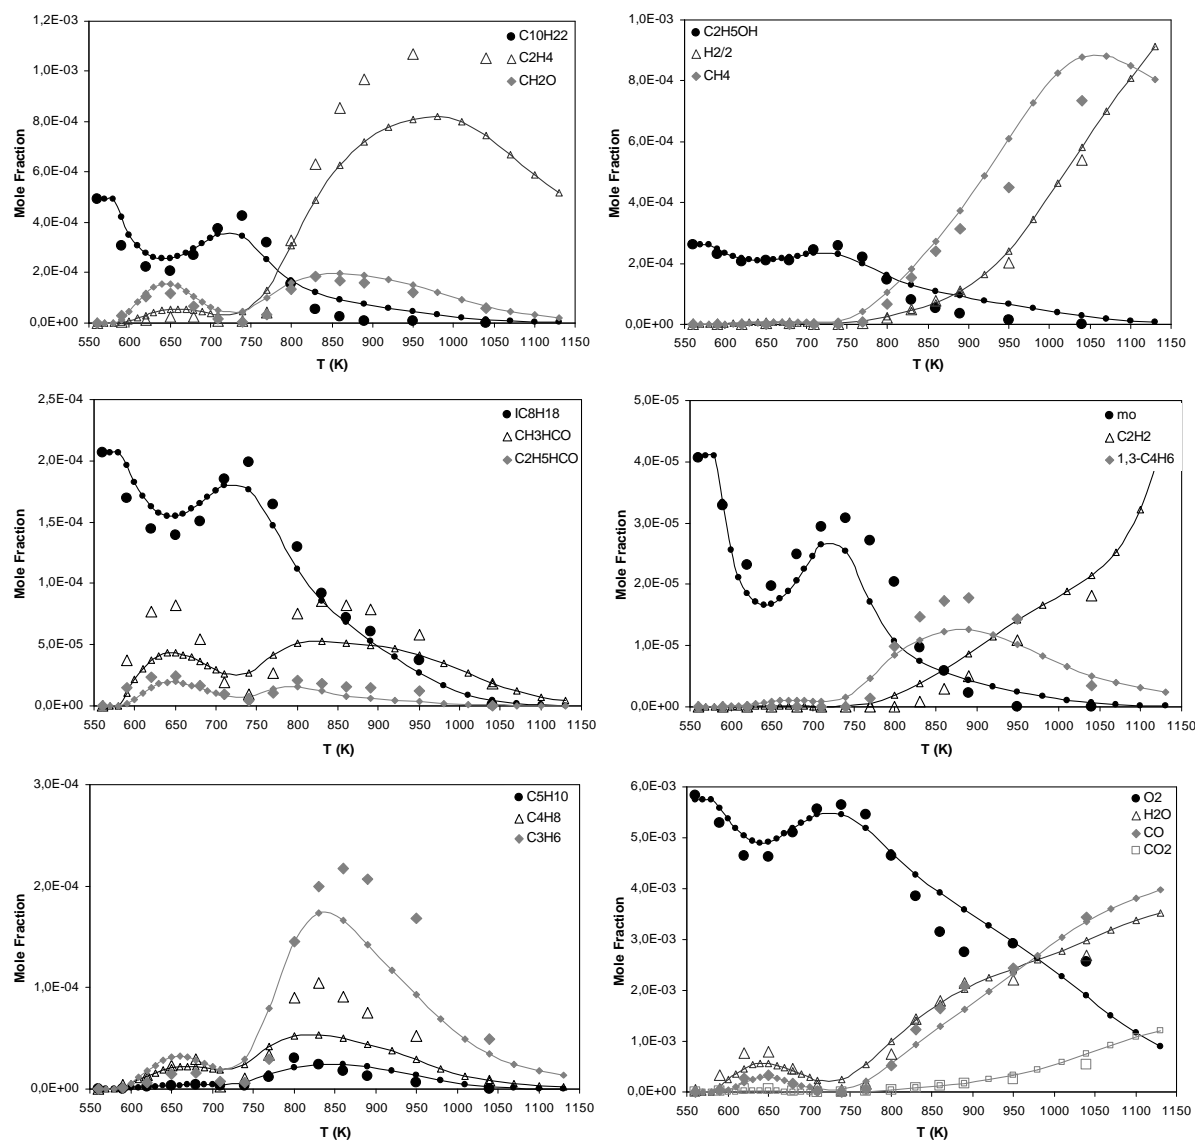 1,2E-03
1,0E-03
8,0E-04
6,0E-04
4,0E-04
2,0E-04
0,0E+00
Mole Fraction
C10H22
C2H4
CH2O
550 600 650 700 750 800 850 900 950 1000 1050 1100 1150
T (K)
1,0E-03
8,0E-04
6,0E-04
4,0E-04
2,0E-04
0,0E+00
Mole Fraction
C2H5OH
H2/2
CH4
550 600 650 700 750 800 850 900 950 1000 1050 1100 1150
T (K)
2,5E-04
2,0E-04
1,5E-04
1,0E-04
5,0E-05
0,0E+00
Mole Fraction
IC8H18
CH3HCO
C2H5HCO
550 600 650 700 750 800 850 900 950 1000 1050 1100 1150
T (K)
5,0E-05
4,0E-05
3,0E-05
2,0E-05
1,0E-05
0,0E+00
Mole Fraction
mo
C2H2
1,3-C4H6
550 600 650 700 750 800 850 900 950 1000 1050 1100 1150
T (K)
3,0E-04
2,0E-04
1,0E-04
0,0E+00
Mole Fraction
C5H10
C4H8
C3H6
550 600 650 700 750 800 850 900 950 1000 1050 1100 1150
T (K)
6,0E-03
5,0E-03
4,0E-03
3,0E-03
2,0E-03
1,0E-03
0,0E+00
Mole Fraction
O2
H2O
CO
CO2
550 600 650 700 750 800 850 900 950 1000 1050 1100 1150
T (K)